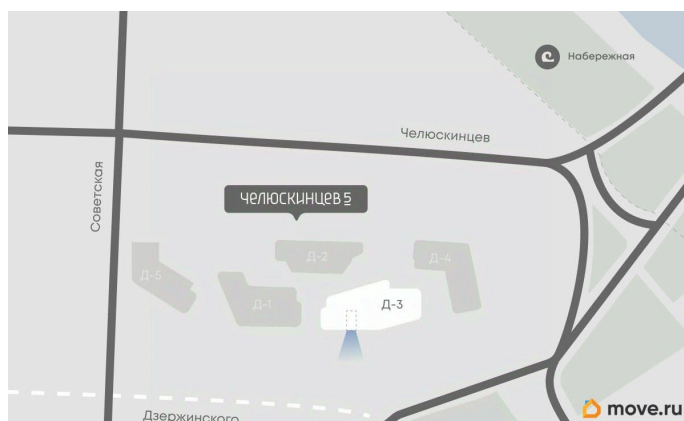 Набережная
Челюскинцев
Советская
челюскинцев 5
Д-2
Д-4
Д-5
Д-1
Д-3
Дзержинского
move.ru